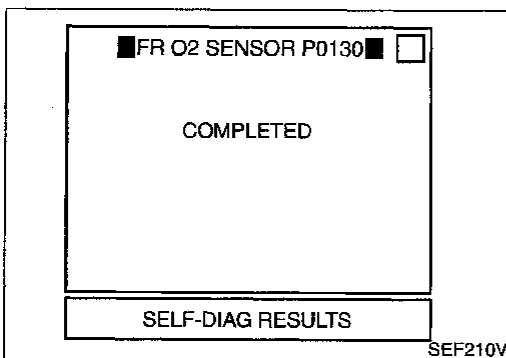 FR O2 SENSOR P0130
COMPLETED
SELF-DIAG RESULTS
SEF210V